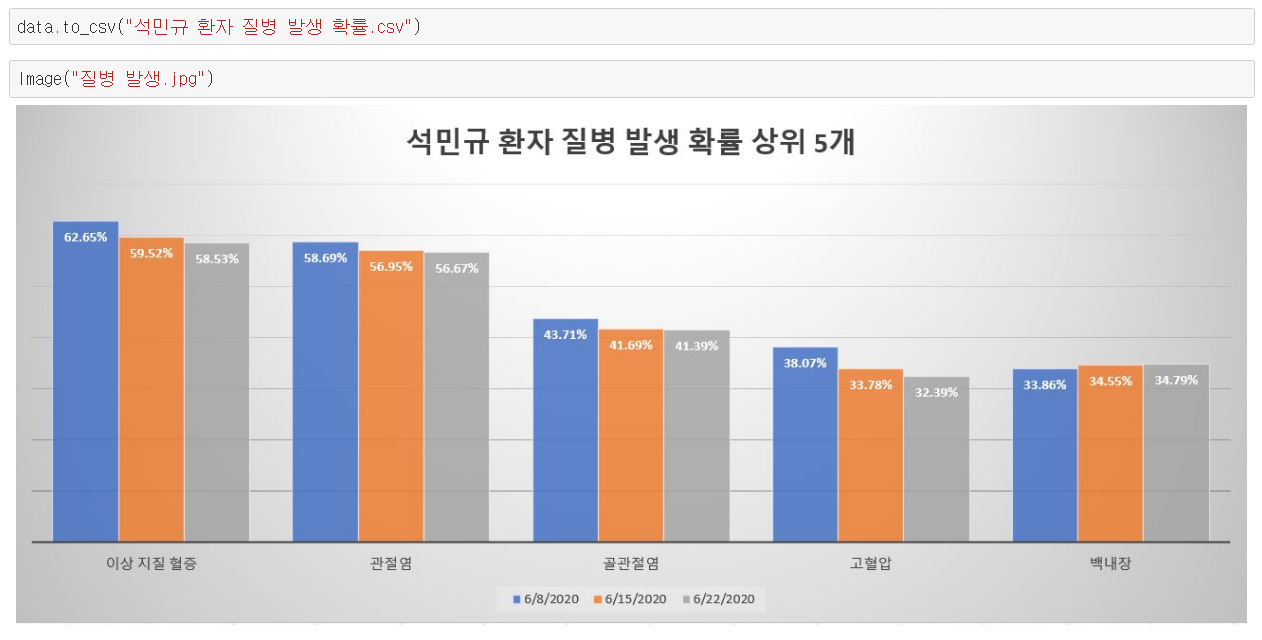 data.to_csv("석민규 환자 질병 발생 확률.csv")
Image("질병 발생.jpg")
석민규 환자 질병 발생 확률 상위 5개
62.65% 59.52% 58.53% 58.69% 56.95% 56.67% 43.71% 41.69% 41.39% 38.07% 33.78% 32.39% 33.86% 34.55% 34.79%
이상 지질 혈증 관절염 골관절염 고혈압 백내장
6/8/2020 6/15/2020 6/22/2020